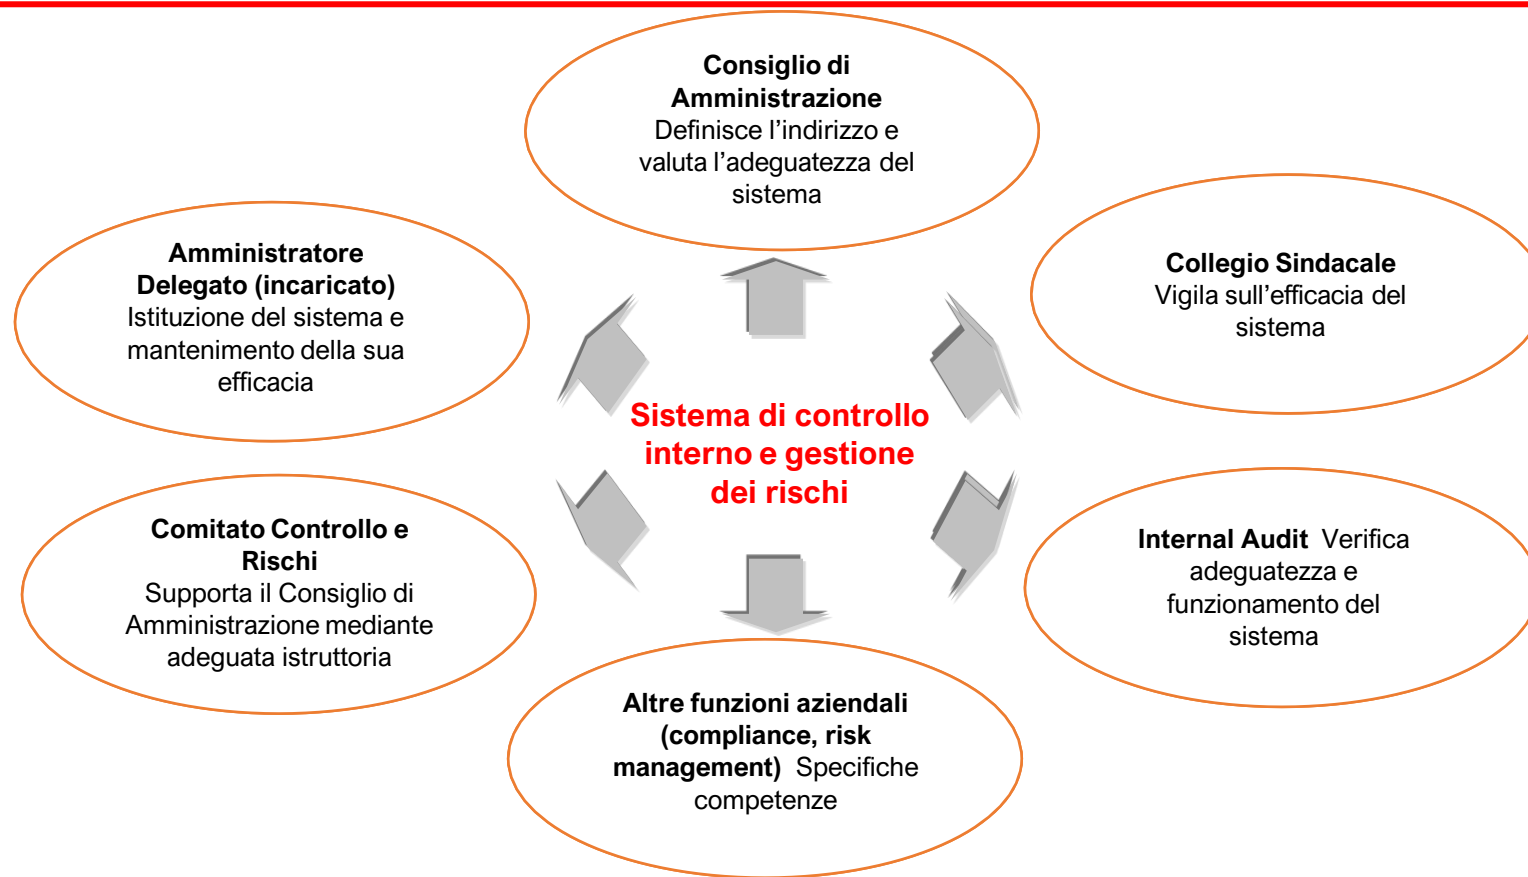 Consiglio di
Amministrazione
Definisce l’indirizzo e
valuta l’adeguatezza del
sistema
Amministratore
Delegato (incaricato)
Istituzione del sistema e
mantenimento della sua
efficacia
Collegio Sindacale
Vigila sull’efficacia del
sistema
Sistema di controllo
interno e gestione
dei rischi
Comitato Controllo e
Rischi
Supporta il Consiglio di
Amministrazione mediante
adeguata istruttoria
Internal Audit Verifica
adeguatezza e
funzionamento del
sistema
Altre funzioni aziendali
(compliance, risk
management) Specifiche
competenze